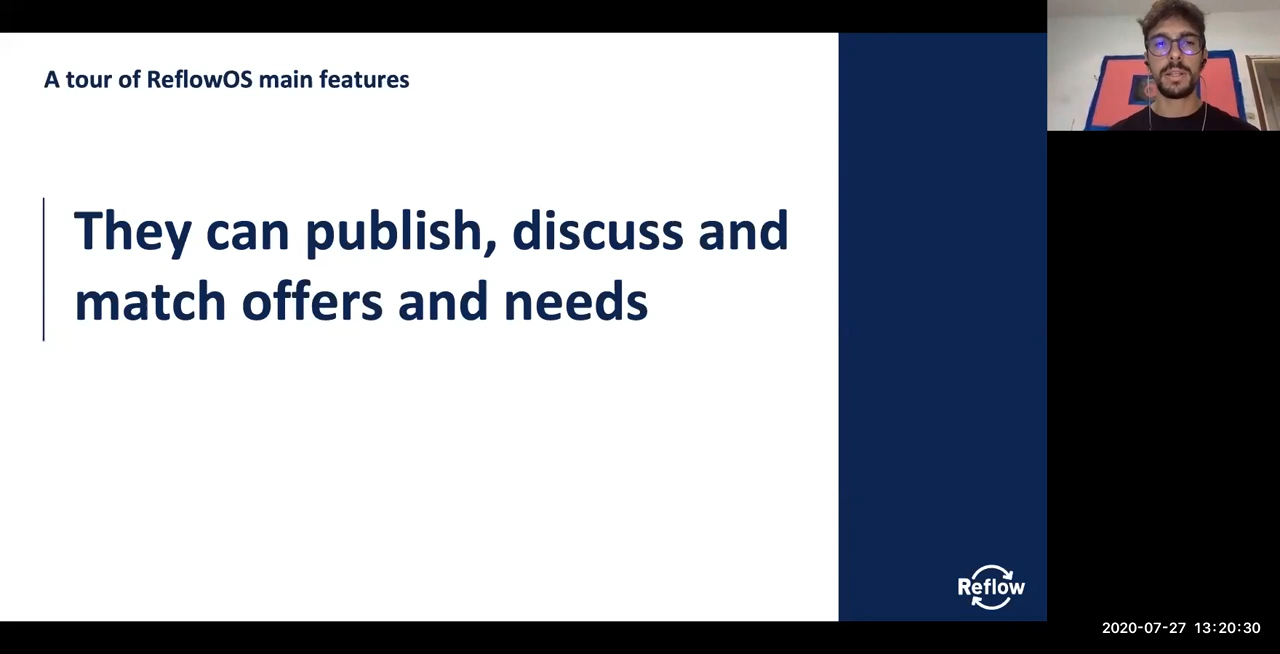 A tour of ReflowOS main features
They can publish, discuss and
match offers and needs
Reflow
2020-07-27 13:20:30